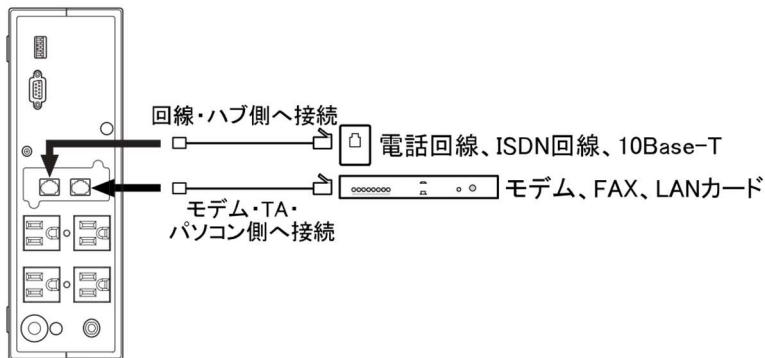 回線・ハブ側へ接続
電話回線、ISDN回線、10Base-T
モデム、FAX、LANカード
モデム・TA・
パソコン側へ接続